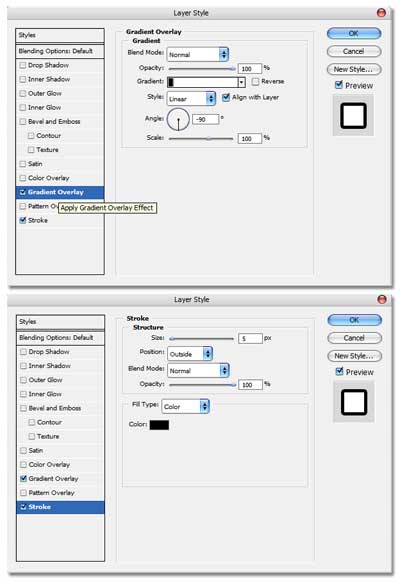 Layer Style
Styles
Blending Options: Default
Drop Shadow
Inner Shadow
Outer Glow
Inner Glow
Bevel and Emboss
Contour
Texture
Satin
Color Overlay
Gradient Overlay
Pattern Ov
Apply Gradient Overlay Effect
Stroke
Gradient Overlay
Gradient
Blend Mode: Normal
Opacity: 100 %
Gradient: Reverse
Style: Linear Align with Layer
Angle: -90 °
Scale: 100 %
OK
Cancel
New Style...
Preview
Layer Style
Styles
Blending Options: Default
Drop Shadow
Inner Shadow
Outer Glow
Inner Glow
Bevel and Emboss
Contour
Texture
Satin
Color Overlay
Gradient Overlay
Pattern Overlay
Stroke
Stroke
Structure
Size: 5 px
Position: Outside
Blend Mode: Normal
Opacity: 100 %
Fill Type: Color
Color:
OK
Cancel
New Style...
Preview